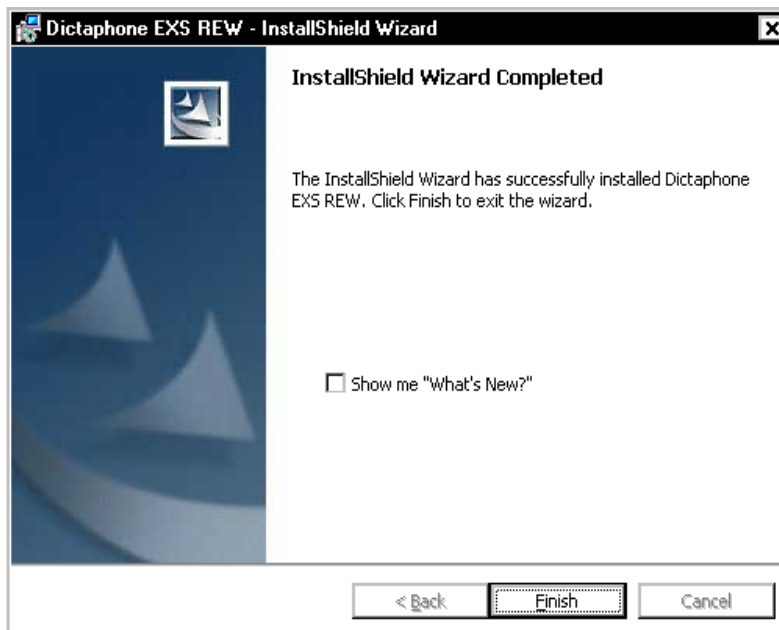 Dictaphone EXS REW - InstallShield Wizard
InstallShield Wizard Completed
The InstallShield Wizard has successfully installed Dictaphone
EXS REW. Click Finish to exit the wizard.
Show me "What's New?"
< Back
Finish
Cancel